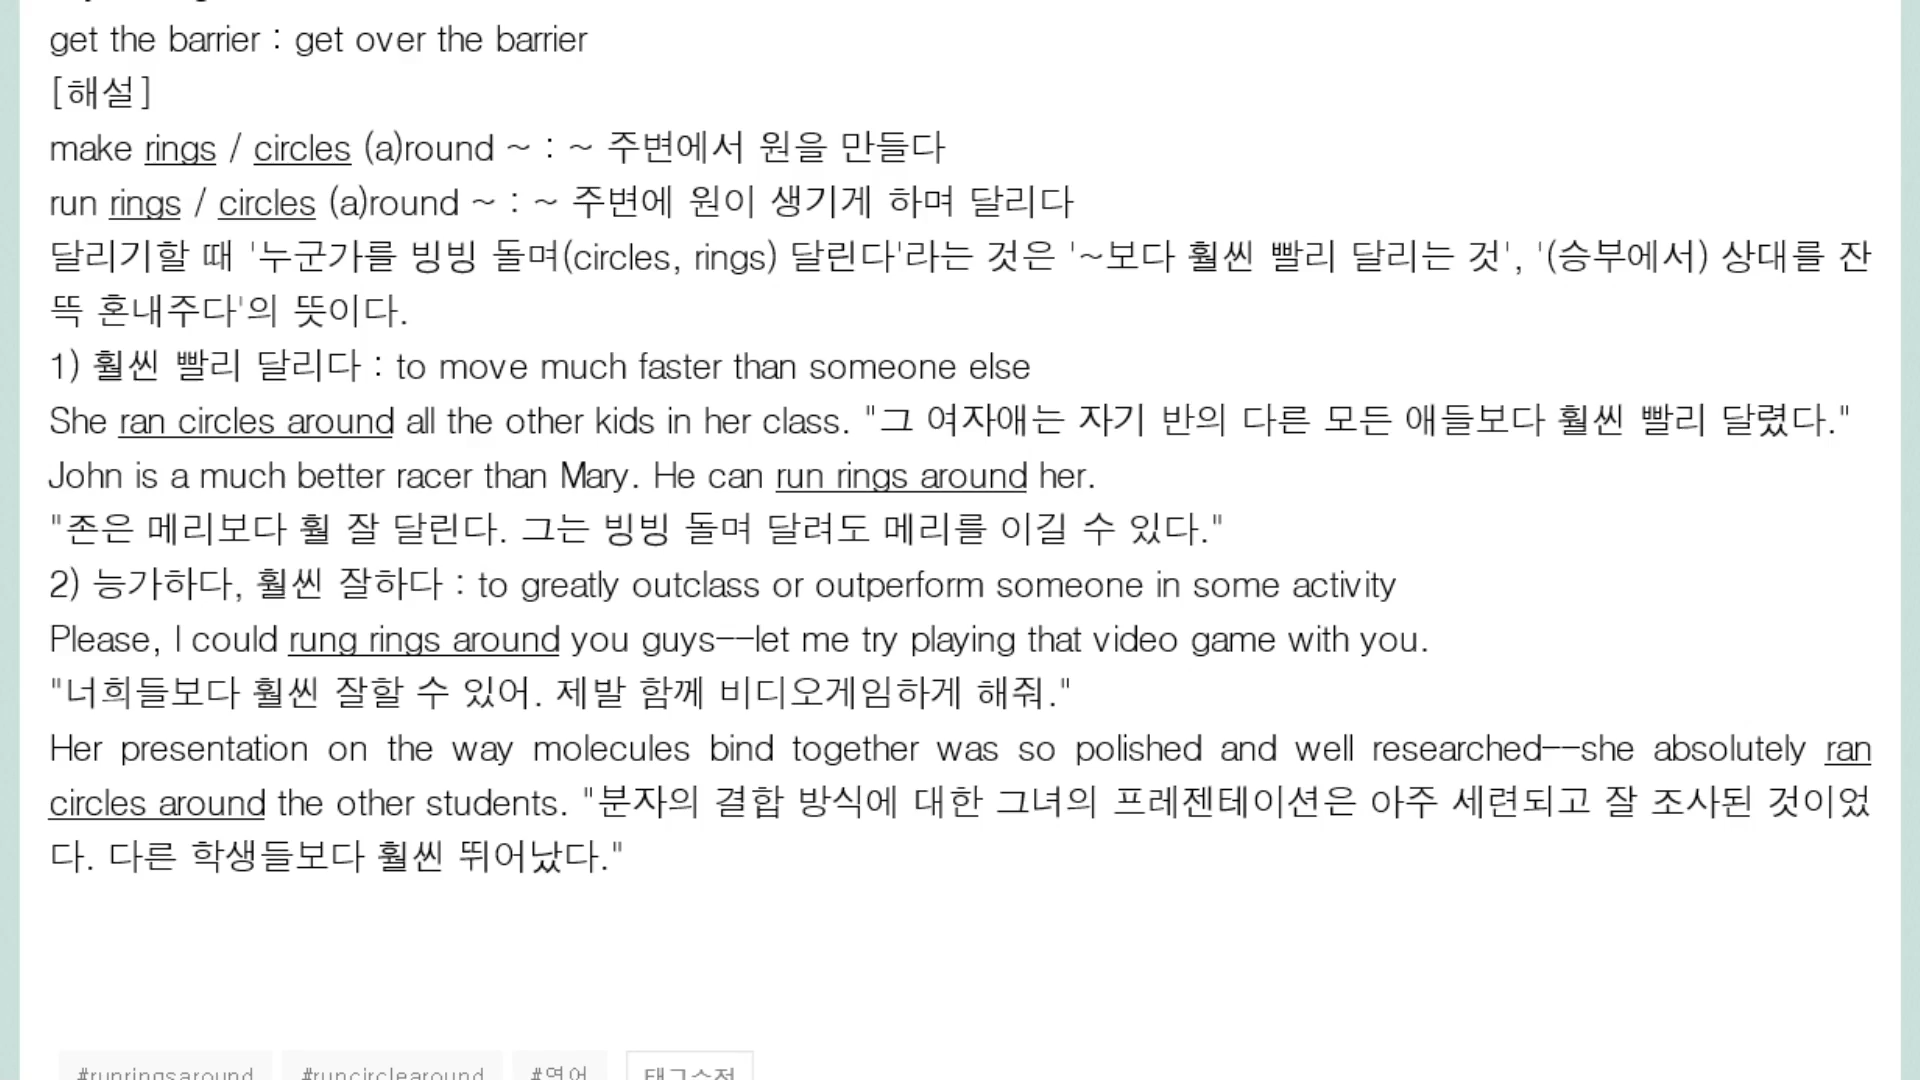 get the barrier : get over the barrier
[해설]
make rings / circles (a)round ~ : ~ 주변에서 원을 만들다
run rings / circles (a)round ~ : ~ 주변에 원이 생기게 하며 달리다
달리기할 때 '누군가를 빙빙 돌며(circles, rings) 달린다'라는 것은 '~보다 훨씬 빨리 달리는 것', '(승부에서) 상대를 잔
뜩 혼내주다'의 뜻이다.
1) 훨씬 빨리 달리다 : to move much faster than someone else
She ran circles around all the other kids in her class. "그 여자애는 자기 반의 다른 모든 애들보다 훨씬 빨리 달렸다."
John is a much better racer than Mary. He can run rings around her.
"존은 메리보다 훨 잘 달린다. 그는 빙빙 돌며 달려도 메리를 이길 수 있다."
2) 능가하다, 훨씬 잘하다 : to greatly outclass or outperform someone in some activity
Please, I could rung rings around you guys--let me try playing that video game with you.
"너희들보다 훨씬 잘할 수 있어. 제발 함께 비디오게임하게 해줘."
Her presentation on the way molecules bind together was so polished and well researched--she absolutely ran
circles around the other students. "분자의 결합 방식에 대한 그녀의 프레젠테이션은 아주 세련되고 잘 조사된 것이었
다. 다른 학생들보다 훨씬 뛰어났다."
#runringsaround #runcirclearound #영어 태그수정